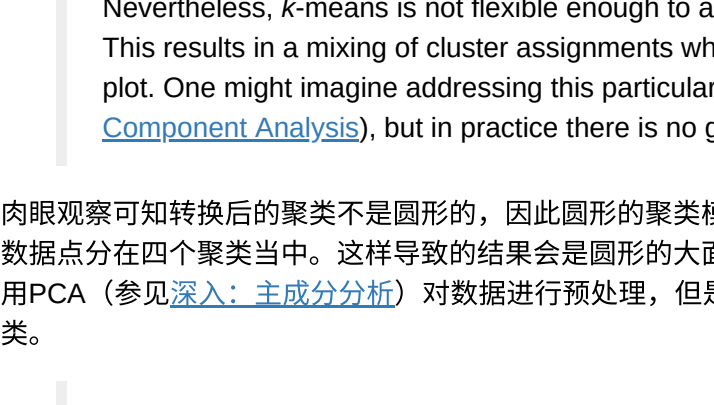 Nevertheless, k-means is not flexible enough to a
This results in a mixing of cluster assignments wh
plot. One might imagine addressing this particular
Component Analysis), but in practice there is no g
肉眼观察可知转换后的聚类不是圆形的，因此圆形的聚类模
数据点分在四个聚类当中。这样导致的结果会是圆形的大面
用PCA（参见深入：主成分分析）对数据进行预处理，但是
类。